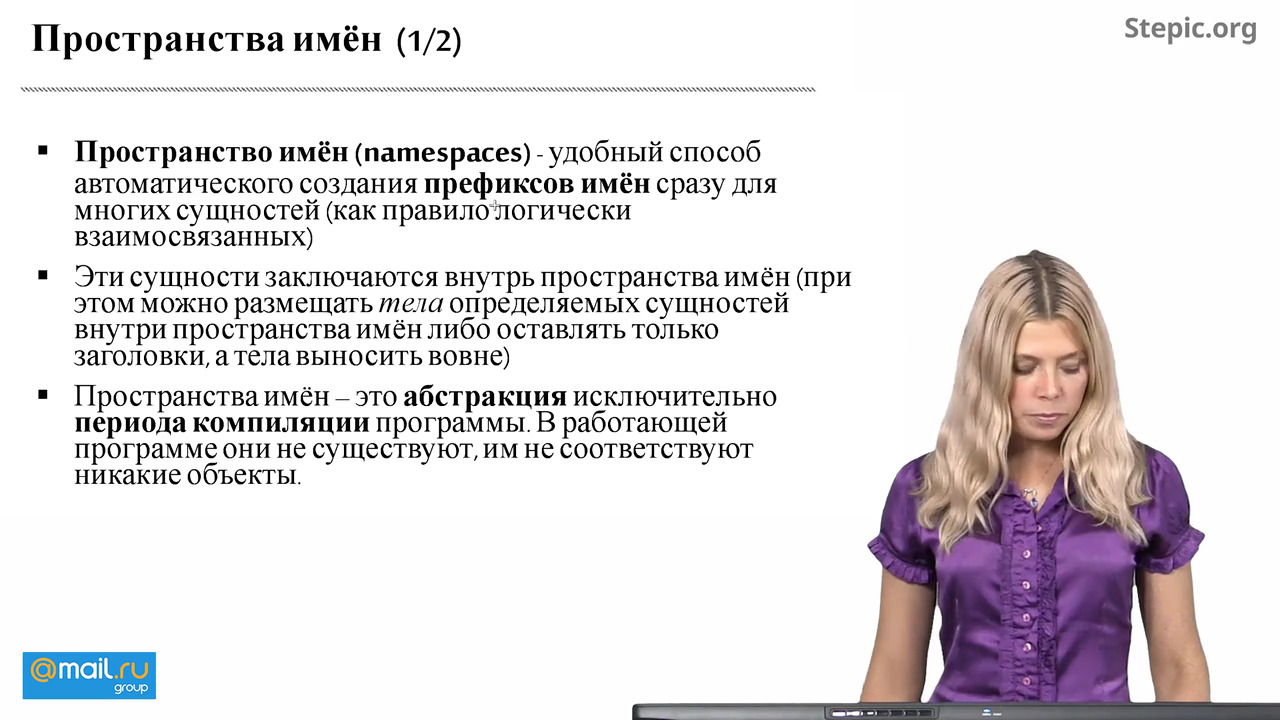 Пространства имён (1/2)
Stepic.org
Пространство имён (namespaces) - удобный способ
автоматического создания префиксов имён сразу для
многих сущностей (как правило логически
взаимосвязанных)
Эти сущности заключаются внутрь пространства имён (при
этом можно размещать тела определяемых сущностей
внутри пространства имён либо оставлять только
заголовки, а тела выносить вовне)
Пространства имён – это абстракция исключительно
периода компиляции программы. В работающей
программе они не существуют, им не соответствуют
никакие объекты.
@mail.ru
group